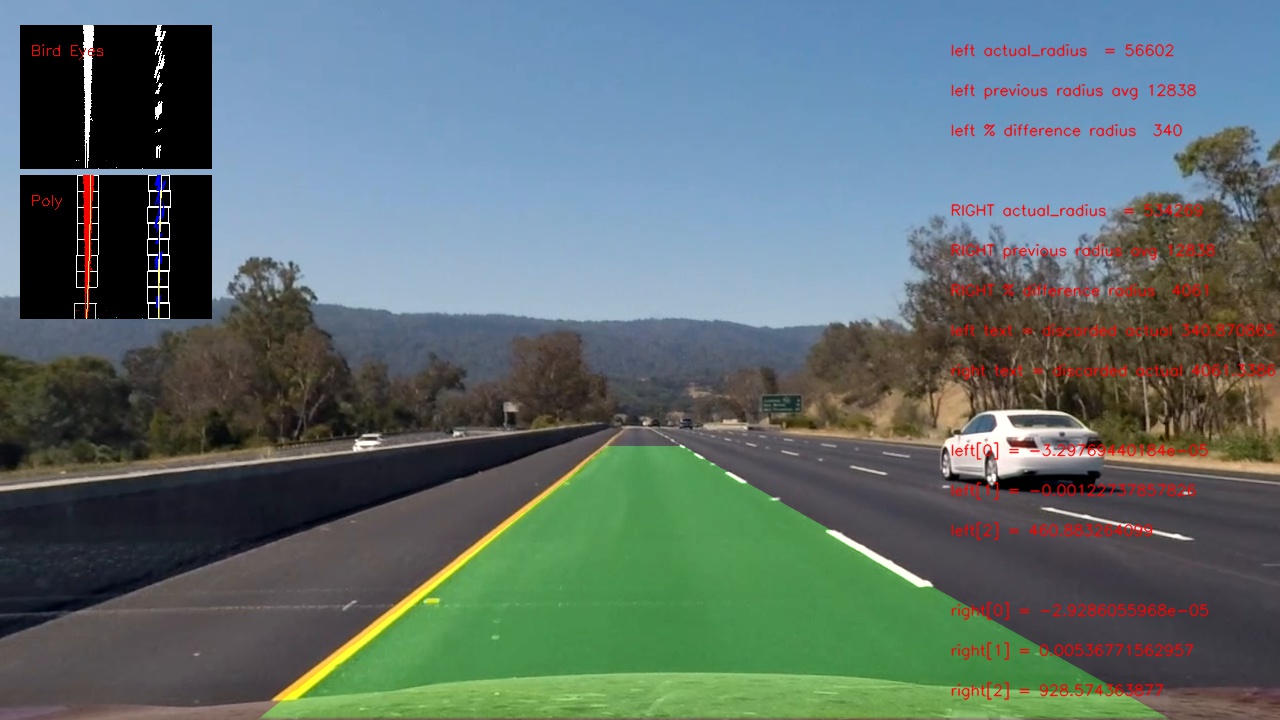 Bird Eyes
Poly
left actual_radius = 56602
left previous radius avg 12838
left % difference radius 340
RIGHT actual_radius = 534269
RIGHT previous radius avg 12838
RIGHT % difference radius 4061
left text = discarded actual 340.870865
right text = discarded actual 4061.3386
left[0] = -3.29769440184e-05
left[1] = -0.00122737857826
left[2] = 460.883264099
right[0] = -2.9286055968e-05
right[1] = 0.00536771562957
right[2] = 928.574363877